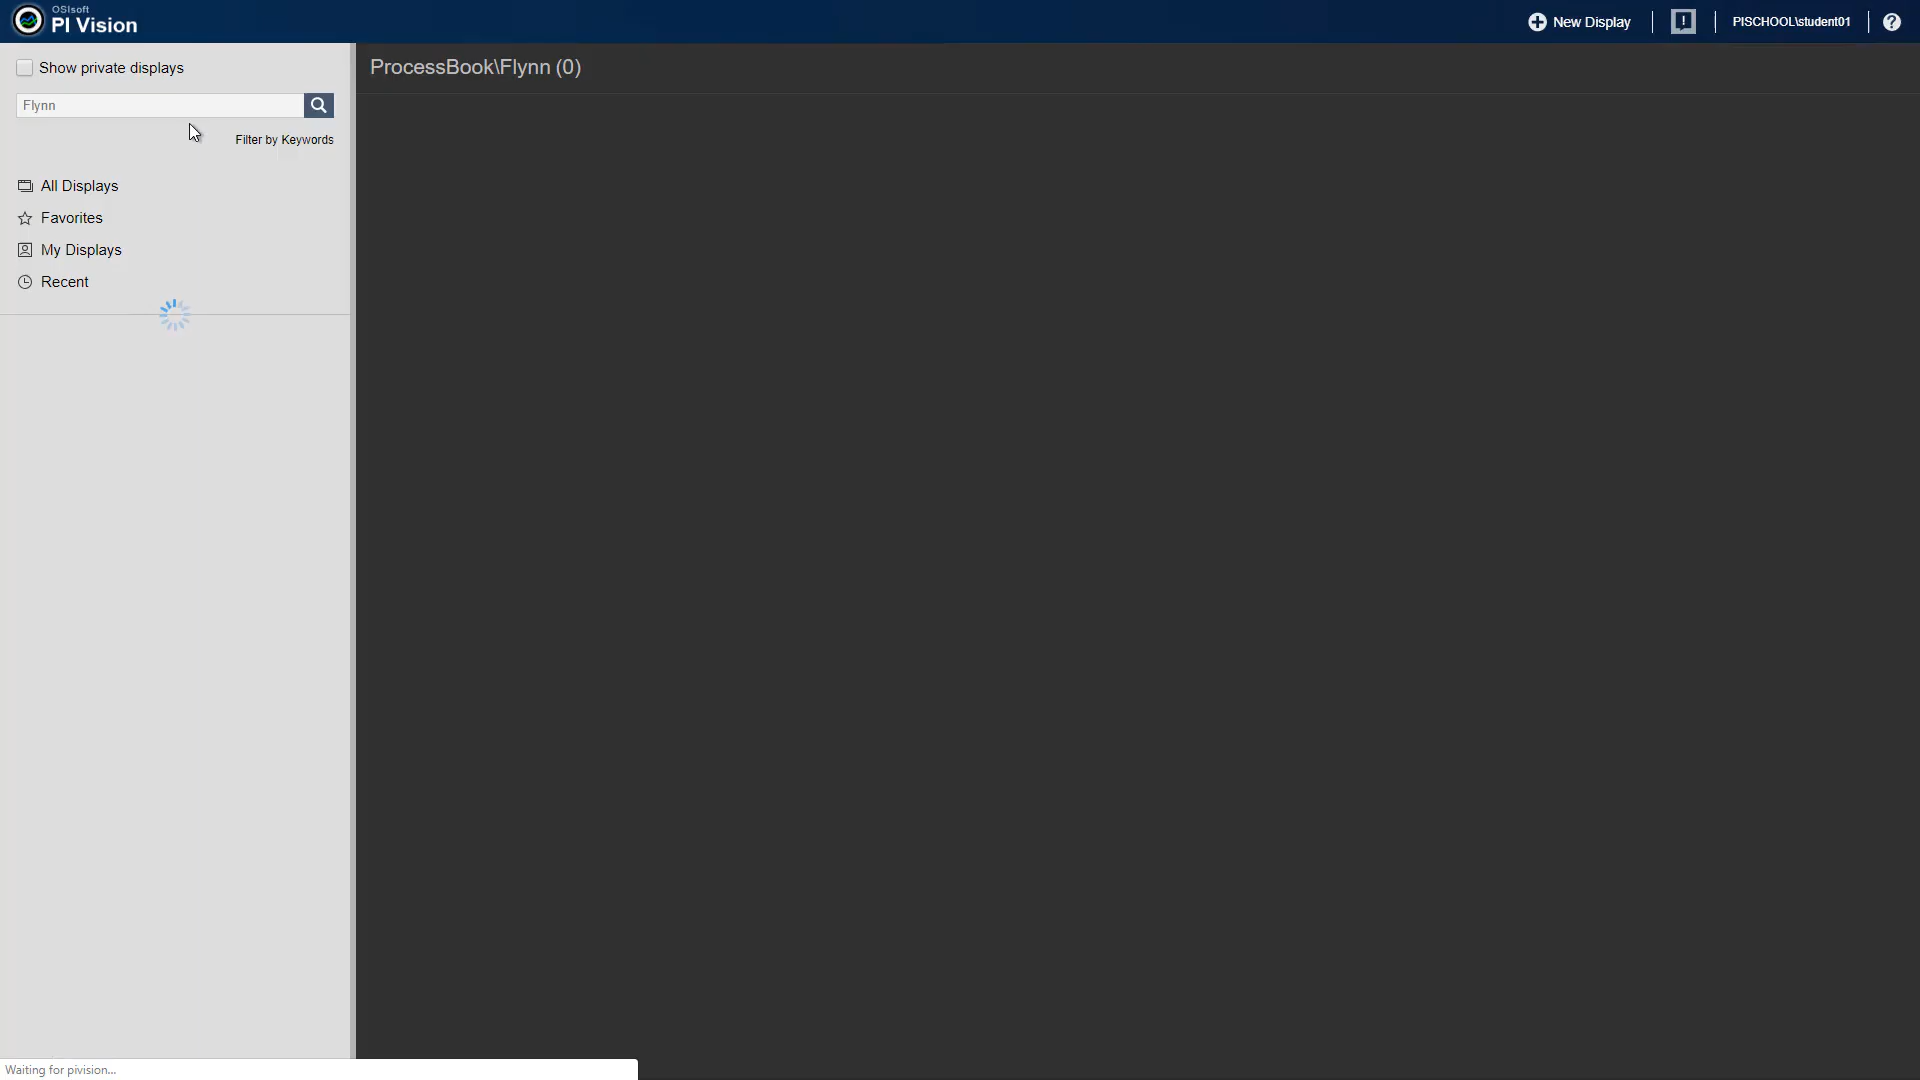 OSIsoft
PI Vision
New Display
PISCHOOL\student01
Show private displays
ProcessBook\Flynn (0)
Flynn
Filter by Keywords
All Displays
Favorites
My Displays
Recent
Waiting for pivision...